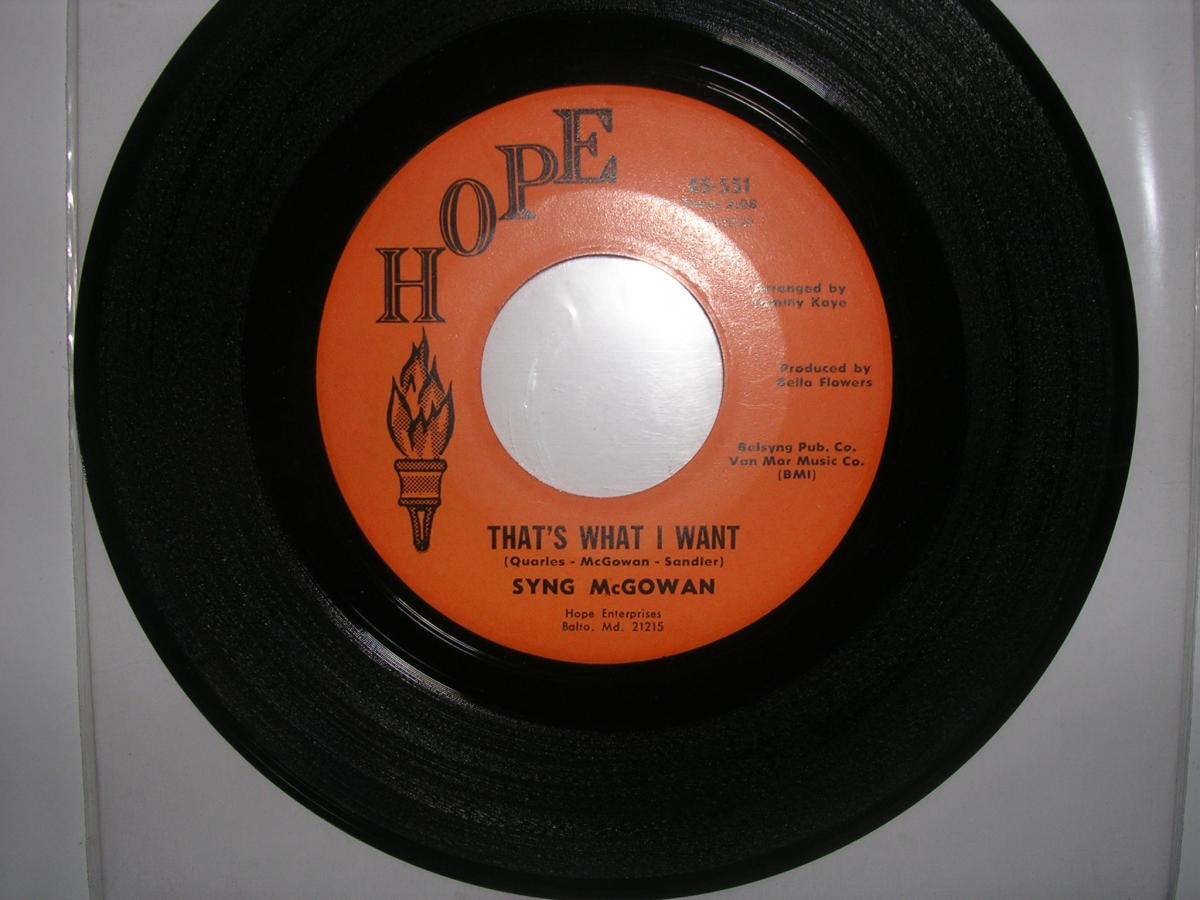 HOPE
45-551
Arranged by
Kaye
Produced by
Bella Flowers
Belsyng Pub. Co.
Van Mar Music Co.
(BMI)
THAT'S WHAT I WANT
(Quarles - McGowan - Sandler)
SYNG McGOWAN
Hope Enterprises
Balto. Md. 21215